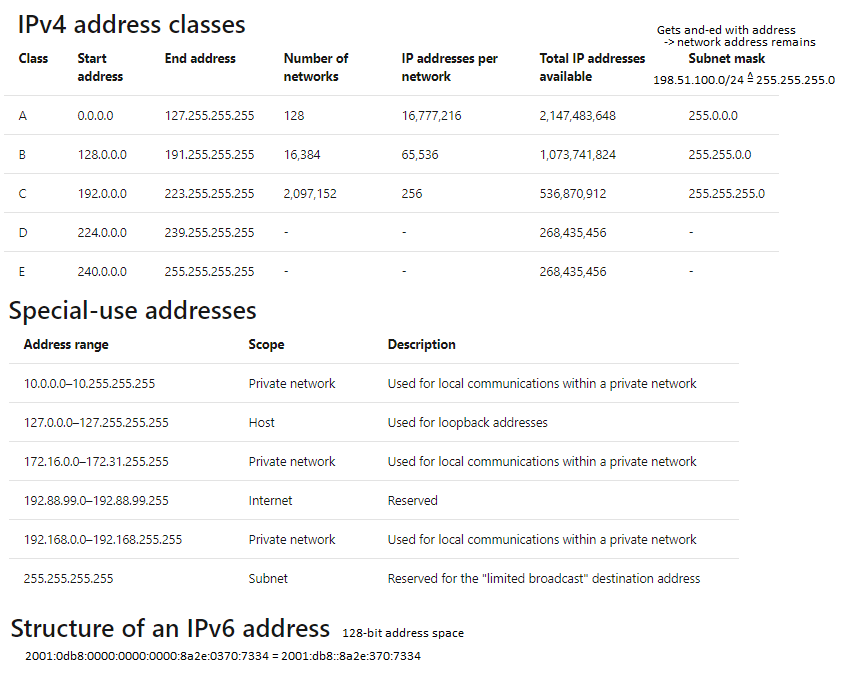 IPv4 address classes
Gets and-ed with address
-> network address remains
Class Start address End address Number of networks IP addresses per network Total IP addresses available Subnet mask
198.51.100.0/24 ≙ 255.255.255.0
A 0.0.0.0 127.255.255.255 128 16,777,216 2,147,483,648 255.0.0.0
B 128.0.0.0 191.255.255.255 16,384 65,536 1,073,741,824 255.255.0.0
C 192.0.0.0 223.255.255.255 2,097,152 256 536,870,912 255.255.255.0
D 224.0.0.0 239.255.255.255 - - 268,435,456 -
E 240.0.0.0 255.255.255.255 - - 268,435,456 -
Special-use addresses
Address range Scope Description
10.0.0.0–10.255.255.255 Private network Used for local communications within a private network
127.0.0.0–127.255.255.255 Host Used for loopback addresses
172.16.0.0–172.31.255.255 Private network Used for local communications within a private network
192.88.99.0–192.88.99.255 Internet Reserved
192.168.0.0–192.168.255.255 Private network Used for local communications within a private network
255.255.255.255 Subnet Reserved for the "limited broadcast" destination address
Structure of an IPv6 address 128-bit address space
2001:0db8:0000:0000:0000:8a2e:0370:7334 = 2001:db8::8a2e:370:7334